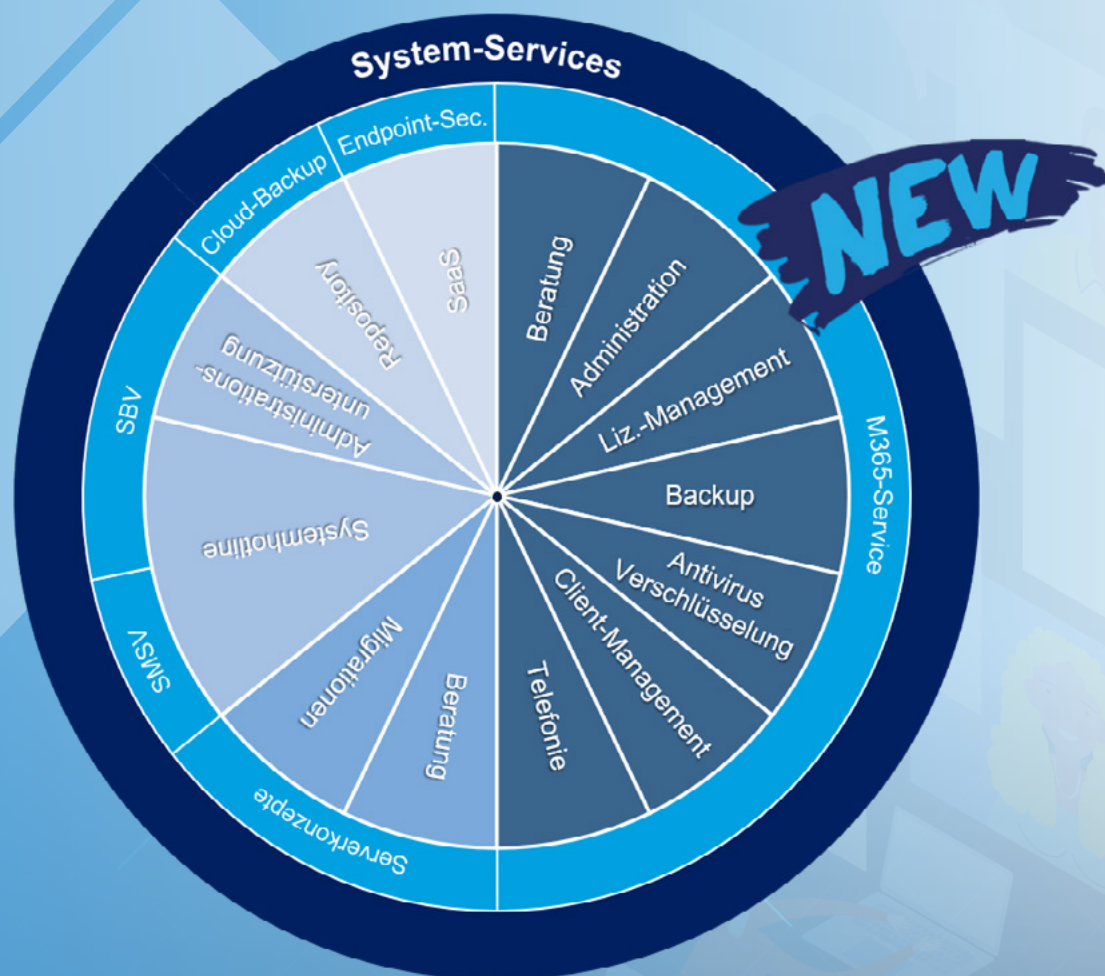 System-Services
Endpoint-Sec.
Cloud-Backup
SBV
SMSV
Serverkonzepte
M365-Service
NEW
Beratung
Administration
Liz.-Management
Backup
Antivirus
Verschlüsselung
Client-Management
Telefonie
Beratung
Migrationen
Systemhotline
Administrations-
unterstützung
Repository
SaaS